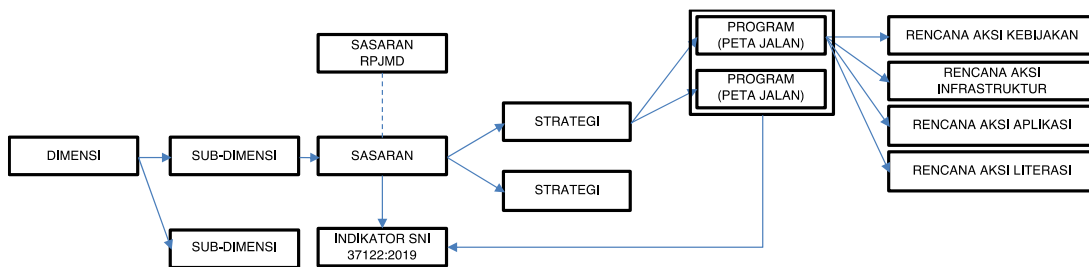 DIMENSI
SUB-DIMENSI
SUB-DIMENSI
SASARAN
RPJMD
SASARAN
INDIKATOR SNI
37122:2019
STRATEGI
STRATEGI
PROGRAM
(PETA JALAN)
PROGRAM
(PETA JALAN)
RENCANA AKSI KEBIJAKAN
RENCANA AKSI
INFRASTRUKTUR
RENCANA AKSI APLIKASI
RENCANA AKSI LITERASI